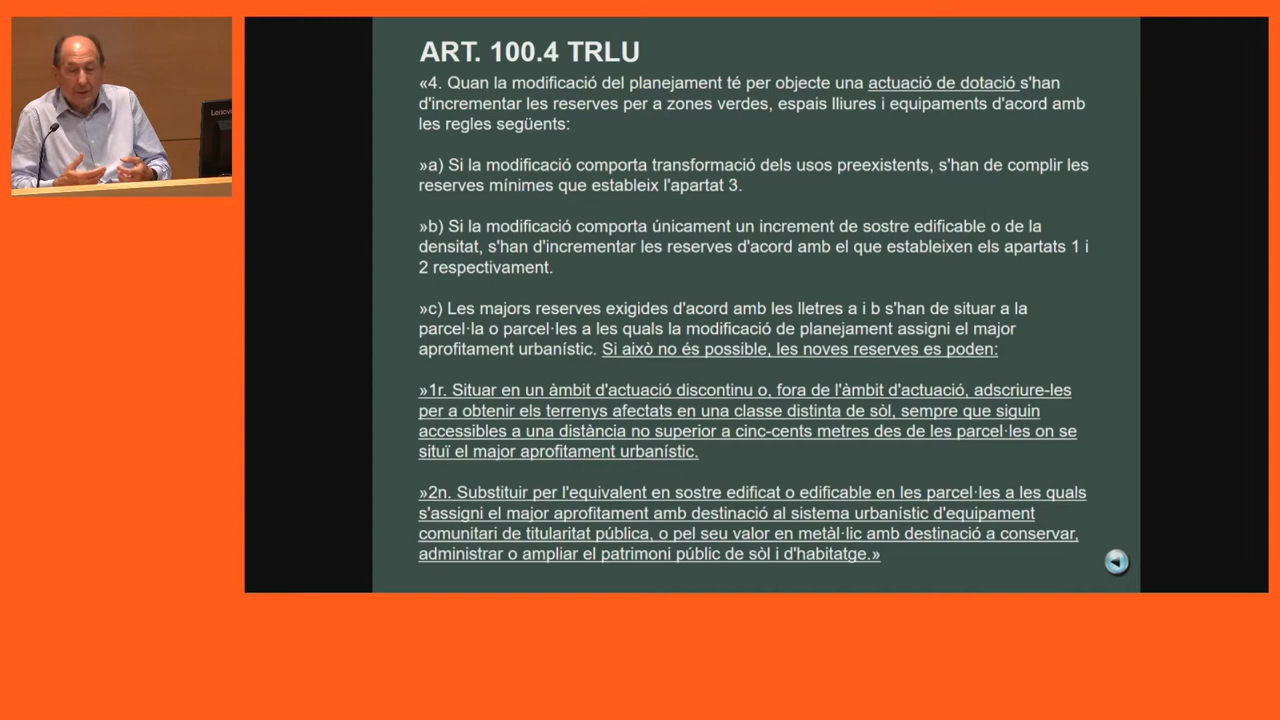 Lenovo
ART. 100.4 TRLU
«4. Quan la modificació del planejament té per objecte una actuació de dotació s'han
d'incrementar les reserves per a zones verdes, espais lliures i equipaments d'acord amb
les regles següents:
»a) Si la modificació comporta transformació dels usos preexistents, s'han de complir les
reserves mínimes que estableix l'apartat 3.
»b) Si la modificació comporta únicament un increment de sostre edificable o de la
densitat, s'han d'incrementar les reserves d'acord amb el que estableixen els apartats 1 i
2 respectivament.
»c) Les majors reserves exigides d'acord amb les lletres a i b s'han de situar a la
parcel·la o parcel·les a les quals la modificació de planejament assigni el major
aprofitament urbanístic. Si això no és possible, les noves reserves es poden:
»1r. Situar en un àmbit d'actuació discontinu o, fora de l'àmbit d'actuació, adscriure-les
per a obtenir els terrenys afectats en una classe distinta de sòl, sempre que siguin
accessibles a una distància no superior a cinc-cents metres des de les parcel·les on se
situï el major aprofitament urbanístic.
»2n. Substituir per l'equivalent en sostre edificat o edificable en les parcel·les a les quals
s'assigni el major aprofitament amb destinació al sistema urbanístic d'equipament
comunitari de titularitat pública, o pel seu valor en metàl·lic amb destinació a conservar,
administrar o ampliar el patrimoni públic de sòl i d'habitatge.»